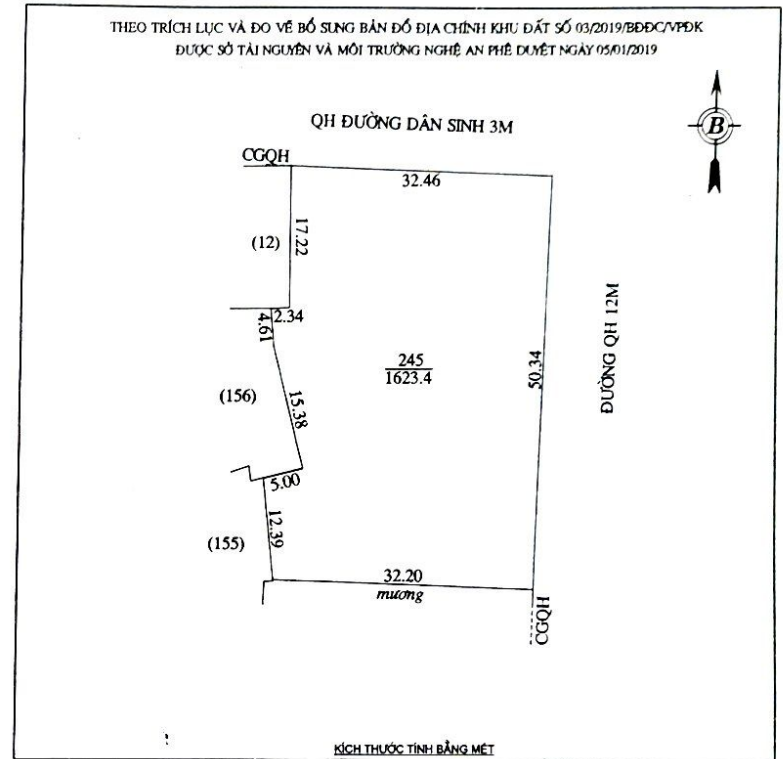 THEO TRÍCH LỤC VÀ ĐO VẼ BỔ SUNG BẢN ĐỒ ĐỊA CHÍNH KHU ĐẤT SỐ 03/2019/BĐĐC/VPĐK
ĐƯỢC SỞ TÀI NGUYÊN VÀ MÔI TRƯỜNG NGHỆ AN PHÊ DUYỆT NGÀY 05/01/2019
QH ĐƯỜNG DÂN SINH 3M
B
CGQH
32.46
17.22
(12)
2.34
4.61
ĐƯỜNG QH 12M
245
1623.4
50.34
(156)
15.38
5.00
12.39
(155)
32.20
mương
CGQH
KÍCH THƯỚC TÍNH BẰNG MÉT